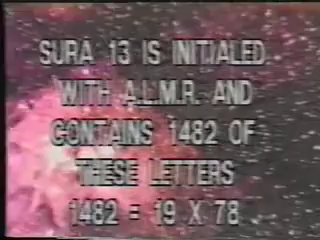 SURA 13 IS INITIALED
WITH A.L.M.R. AND
CONTAINS 1482 OF
THESE LETTERS
1482 = 19 X 78